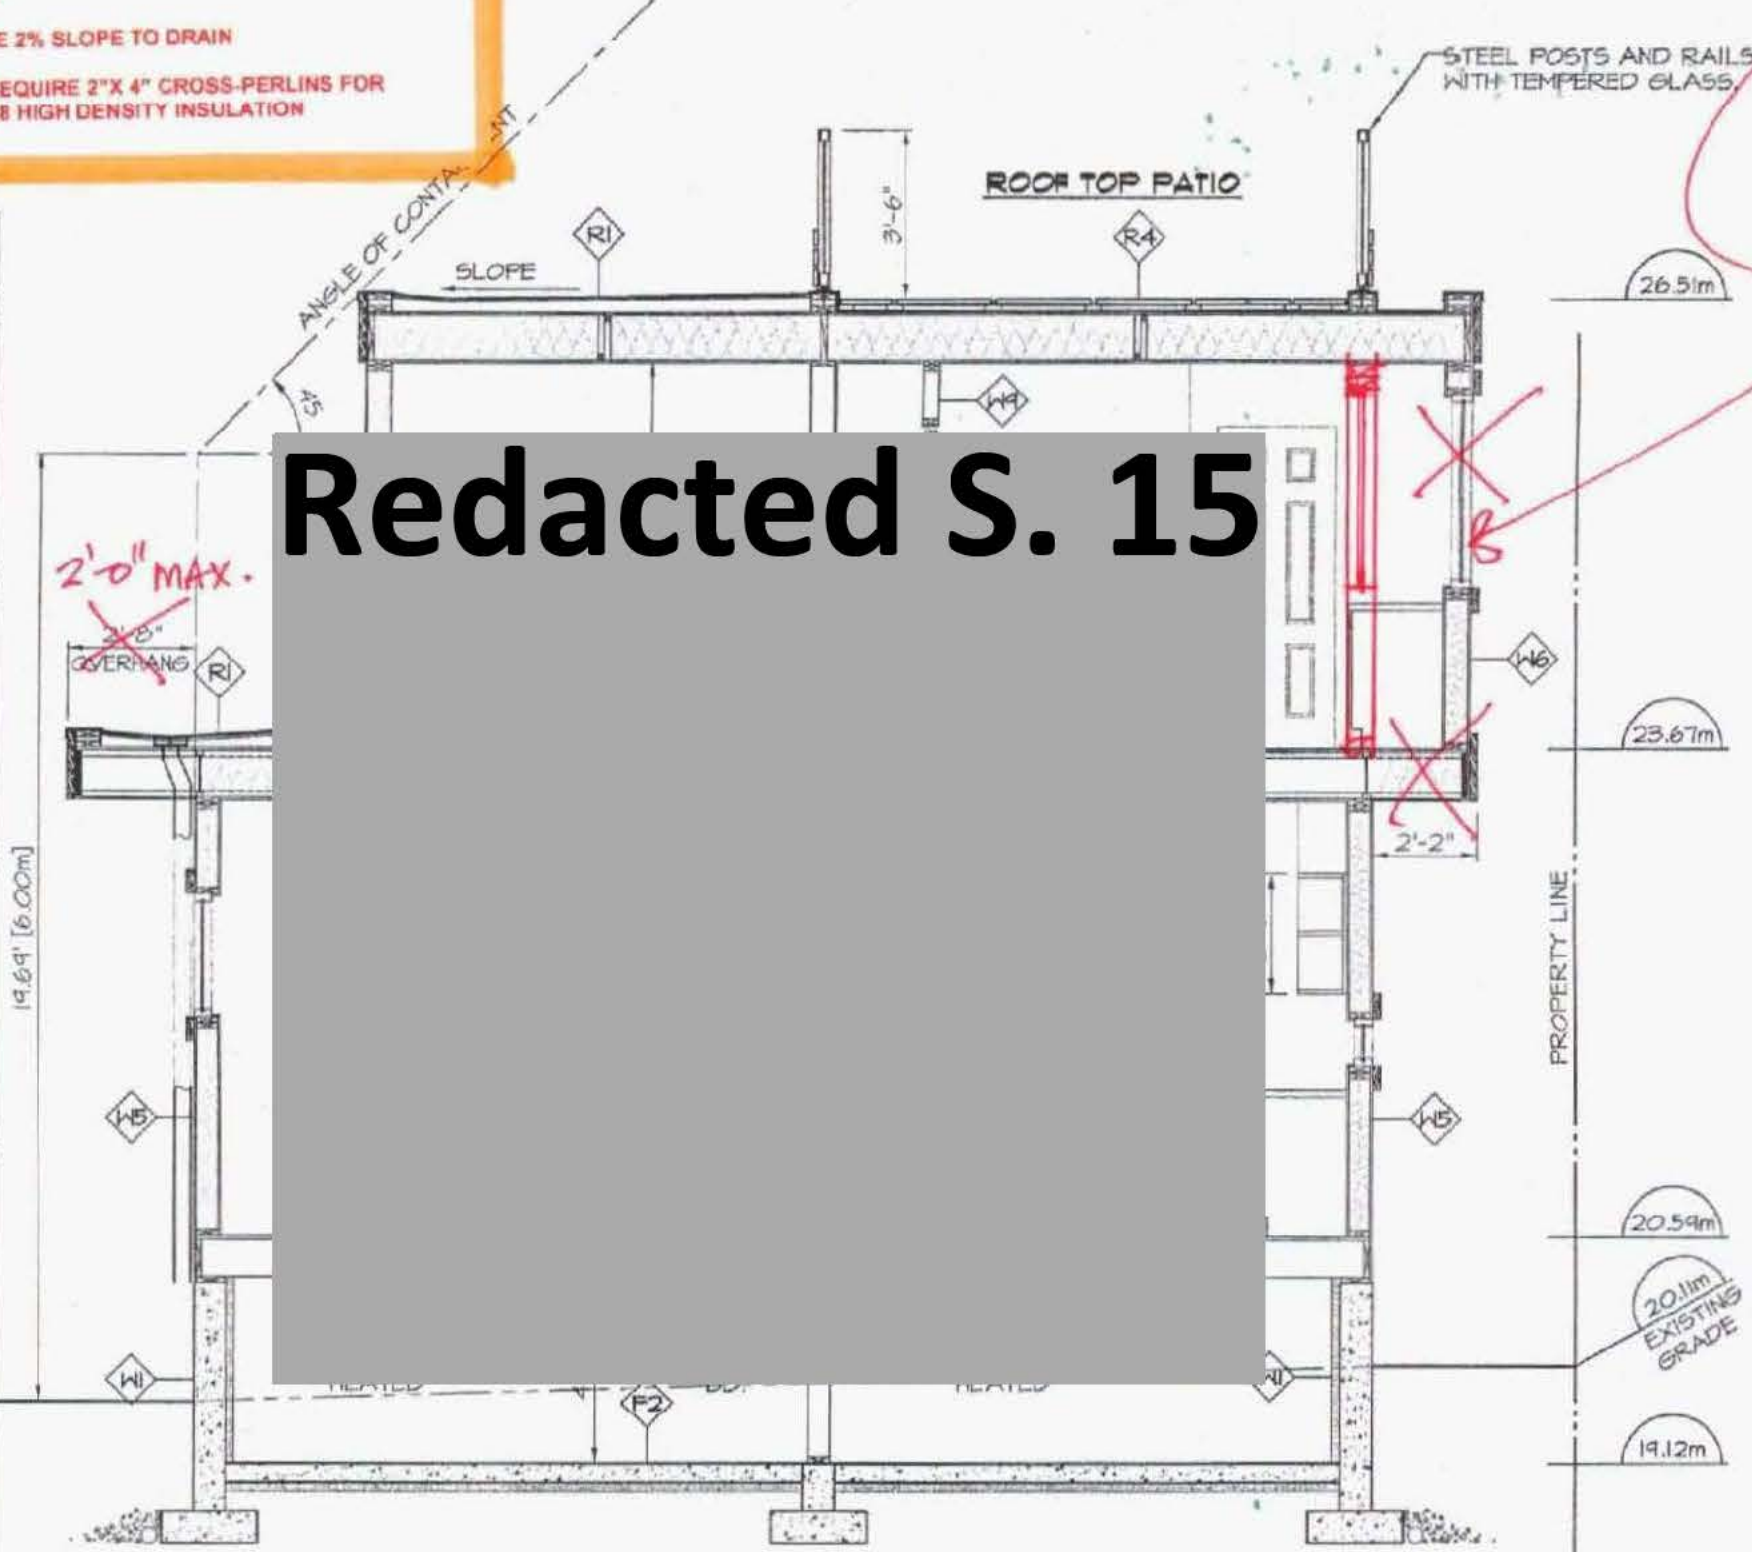 2% SLOPE TO DRAIN
2"X 4" CROSS-PERLINS FOR
HIGH DENSITY INSULATION
STEEL POSTS AND RAILS
WITH TEMPERED GLASS
ANGLE OF
3'-6"
ROOF TOP PATIO
R1
R4
SLOPE
26.51m
45
W9
Redacted S. 15
2'-0" MAX.
2'-8"
OVERHANG
R1
W6
23.67m
2'-2"
19.69' [6.00m]
PROPERTY LINE
W5
W5
20.59m
20.11m
EXISTING
GRADE
W1
F2
19.12m